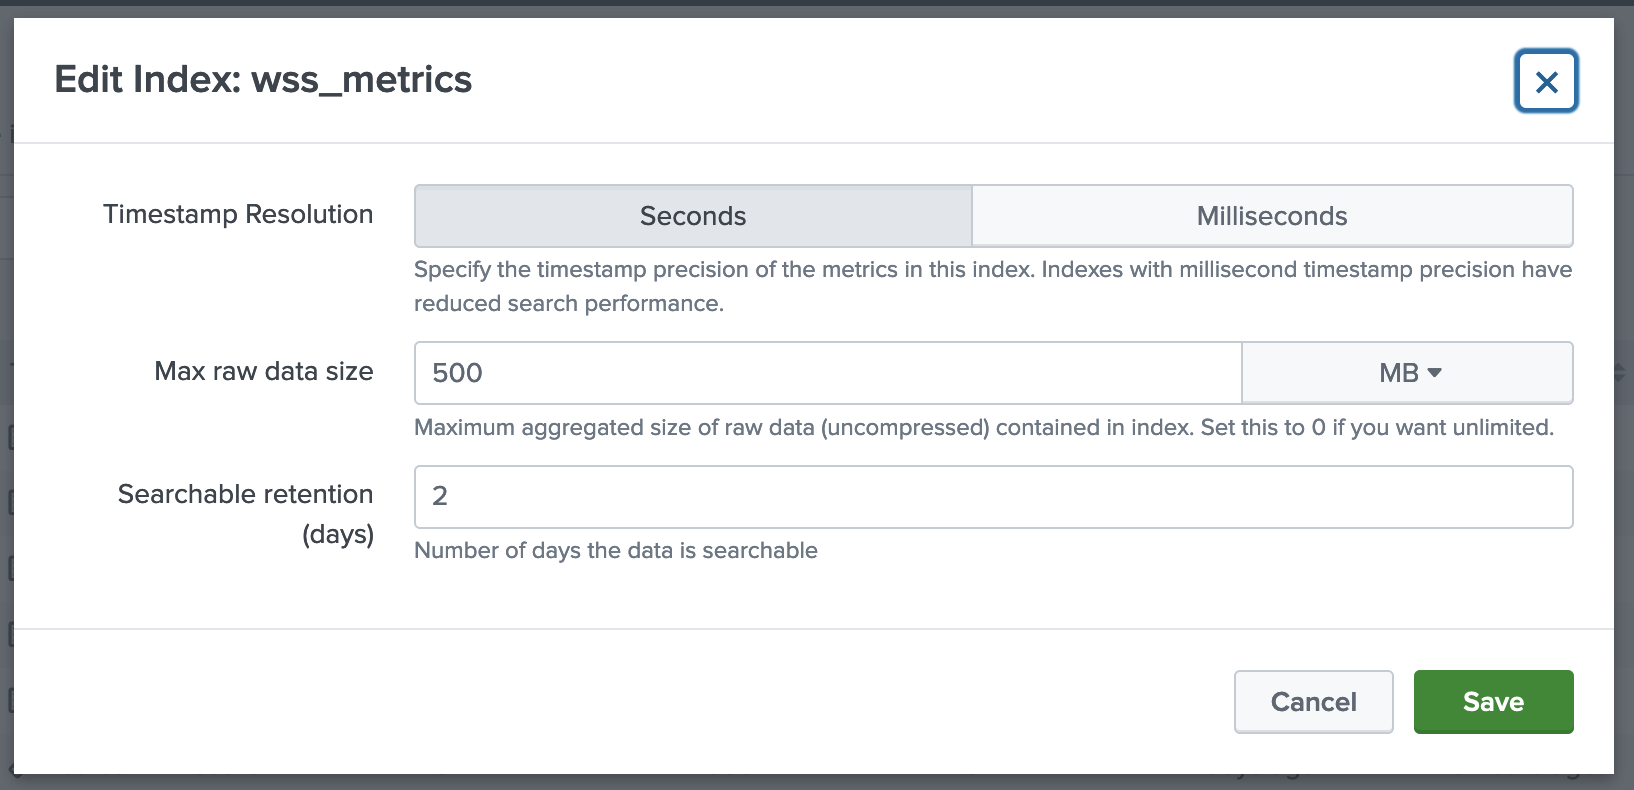 Edit Index: wss_metrics
Timestamp Resolution
Seconds
Milliseconds
Specify the timestamp precision of the metrics in this index. Indexes with millisecond timestamp precision have
reduced search performance.
Max raw data size
500
MB
Maximum aggregated size of raw data (uncompressed) contained in index. Set this to 0 if you want unlimited.
Searchable retention
(days)
2
Number of days the data is searchable
Cancel
Save